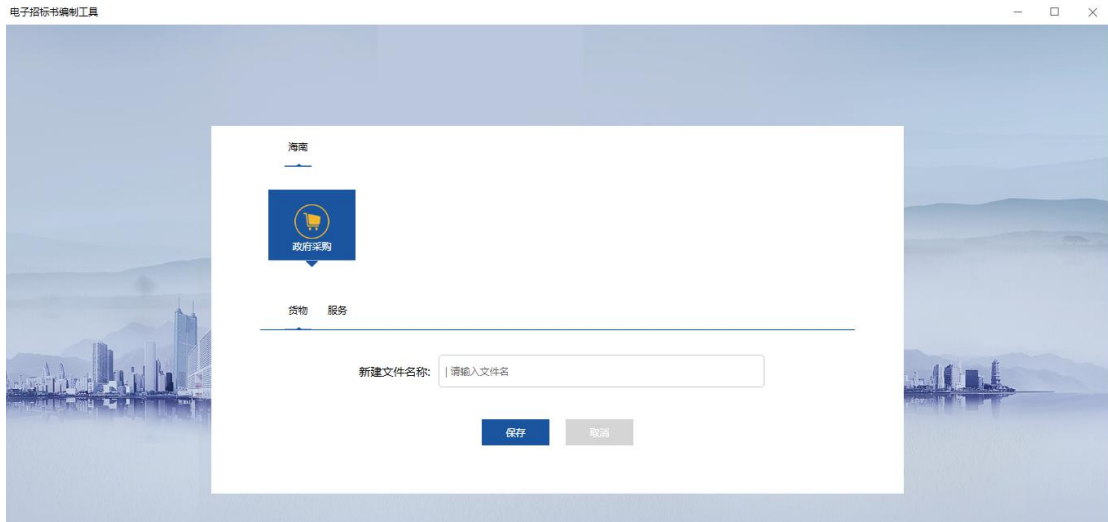 电子招标书编制工具
海南
政府采购
货物 服务
新建文件名称: 请输入文件名
保存 取消